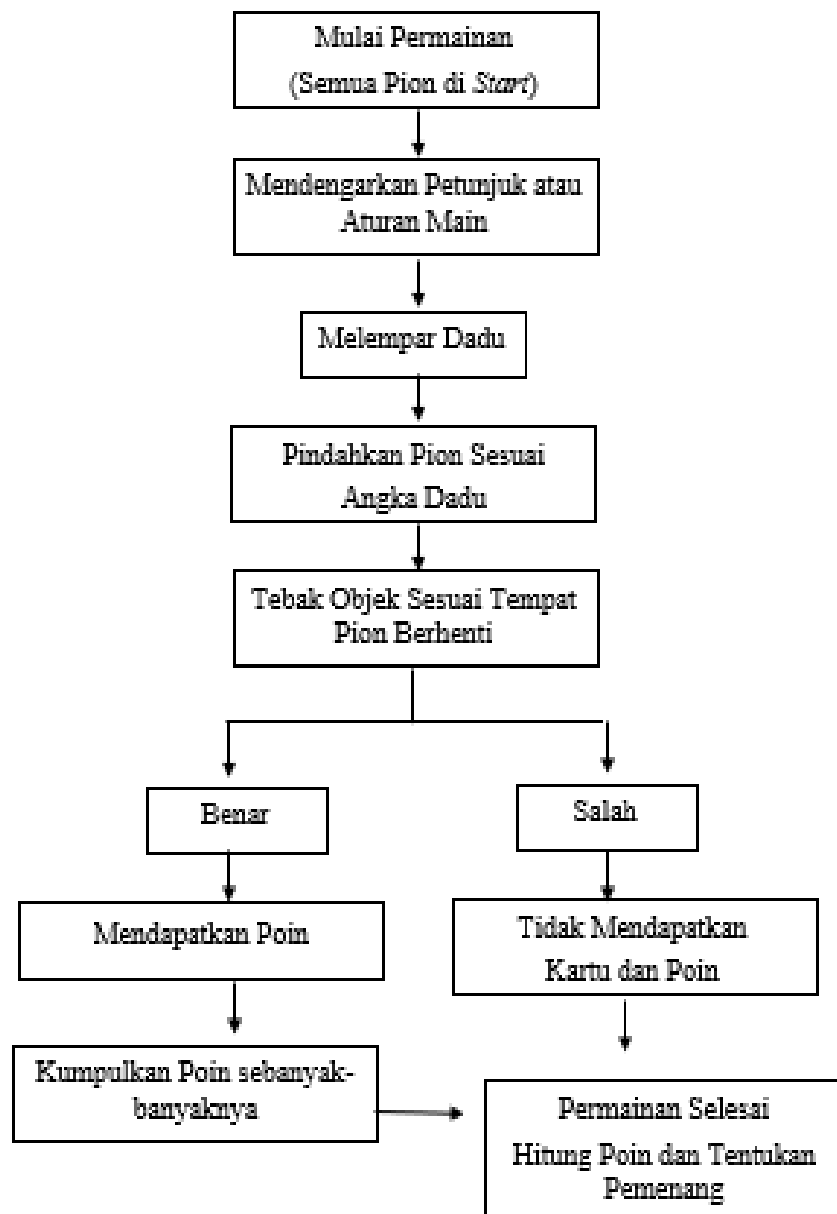 Mulai Permainan
(Semua Pion di Start)
Mendengarkan Petunjuk atau
Aturan Main
Melempar Dadu
Pindahkan Pion Sesuai
Angka Dadu
Tebak Objek Sesuai Tempat
Pion Berhenti
Benar
Salah
Mendapatkan Poin
Tidak Mendapatkan
Kartu dan Poin
Kumpulkan Poin sebanyak-
banyaknya
Permainan Selesai
Hitung Poin dan Tentukan
Pemenang